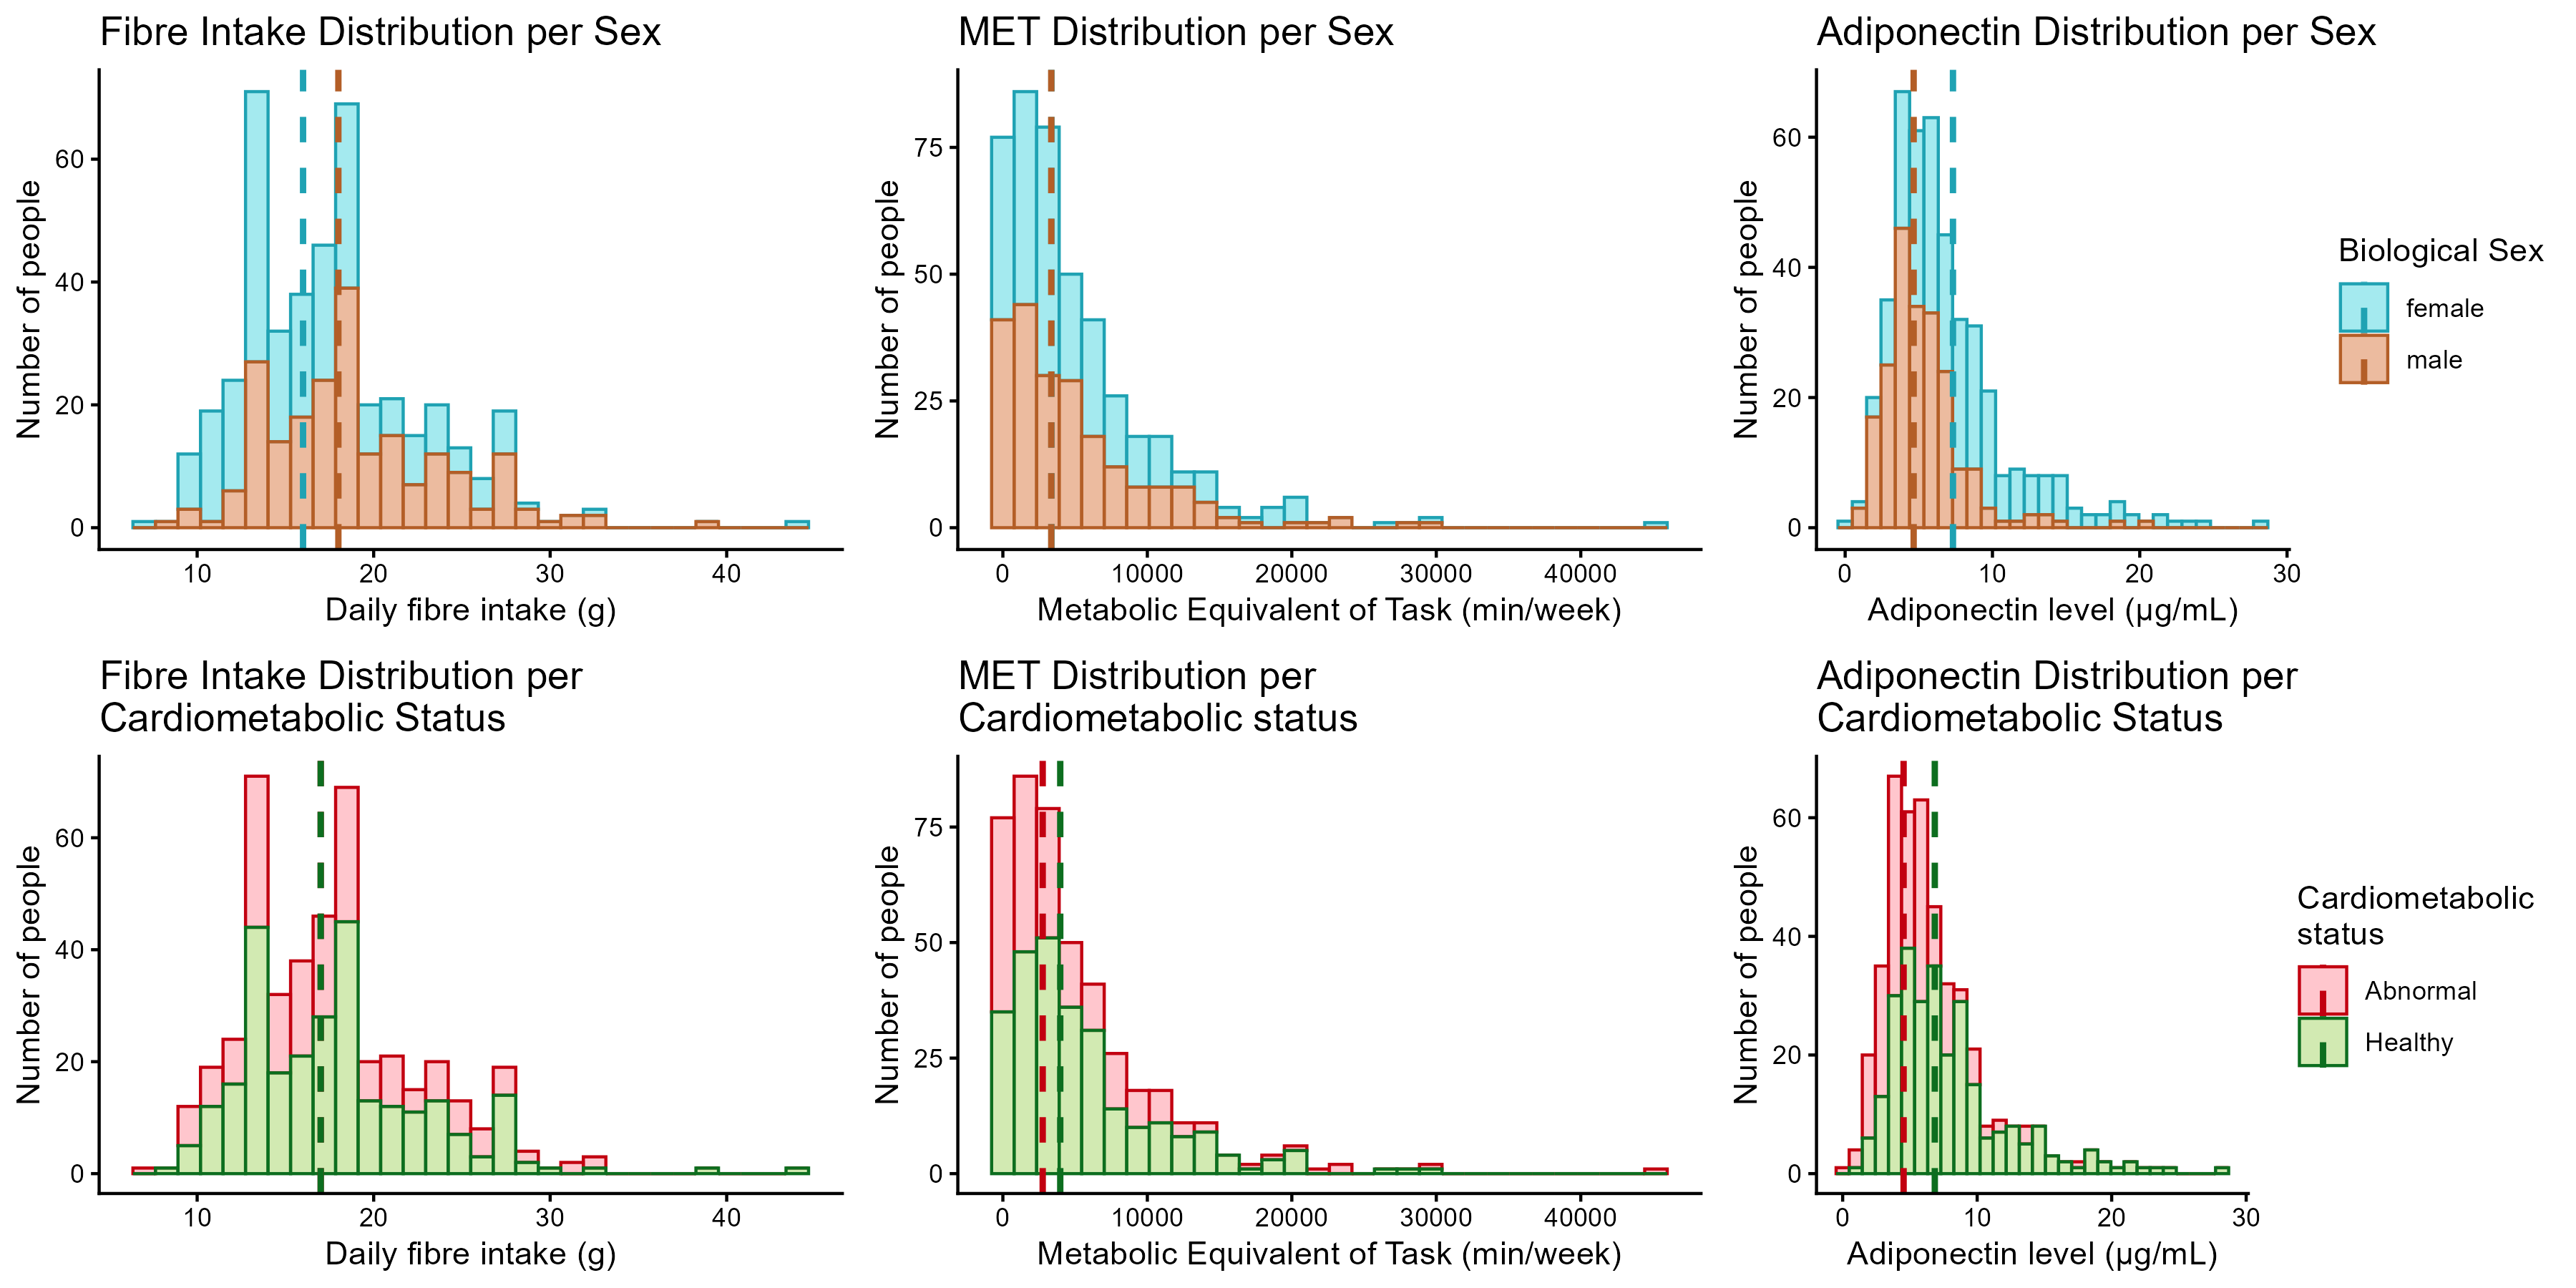 Fibre Intake Distribution per Sex
Number of people
60
40
20
0
10 20 30 40
Daily fibre intake (g)
MET Distribution per Sex
Number of people
75
50
25
0
0 10000 20000 30000 40000
Metabolic Equivalent of Task (min/week)
Adiponectin Distribution per Sex
Number of people
60
40
20
0
0 10 20 30
Adiponectin level (µg/mL)
Biological Sex
female
male
Fibre Intake Distribution per
Cardiometabolic Status
Number of people
60
40
20
0
10 20 30 40
Daily fibre intake (g)
MET Distribution per
Cardiometabolic status
Number of people
75
50
25
0
0 10000 20000 30000 40000
Metabolic Equivalent of Task (min/week)
Adiponectin Distribution per
Cardiometabolic Status
Number of people
60
40
20
0
0 10 20 30
Adiponectin level (µg/mL)
Cardiometabolic
status
Abnormal
Healthy